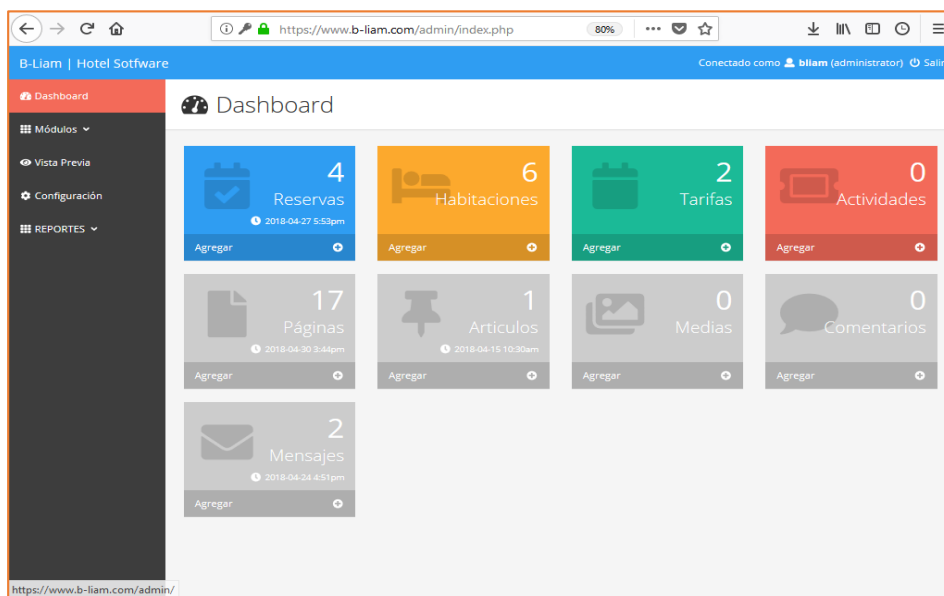 https://www.b-liam.com/admin/index.php 80%
B-Liam | Hotel Sotfware
Conectado como bliam (administrator) Salir
Dashboard
Módulos
Vista Previa
Configuración
REPORTES
Dashboard
4
Reservas
2018-04-27 5:53pm
Agregar
6
Habitaciones
Agregar
2
Tarifas
Agregar
0
Actividades
Agregar
17
Páginas
2018-04-30 3:44pm
Agregar
1
Articulos
2018-04-15 10:30am
Agregar
0
Medias
Agregar
0
Comentarios
Agregar
2
Mensajes
2018-04-24 4:51pm
Agregar
https://www.b-liam.com/admin/